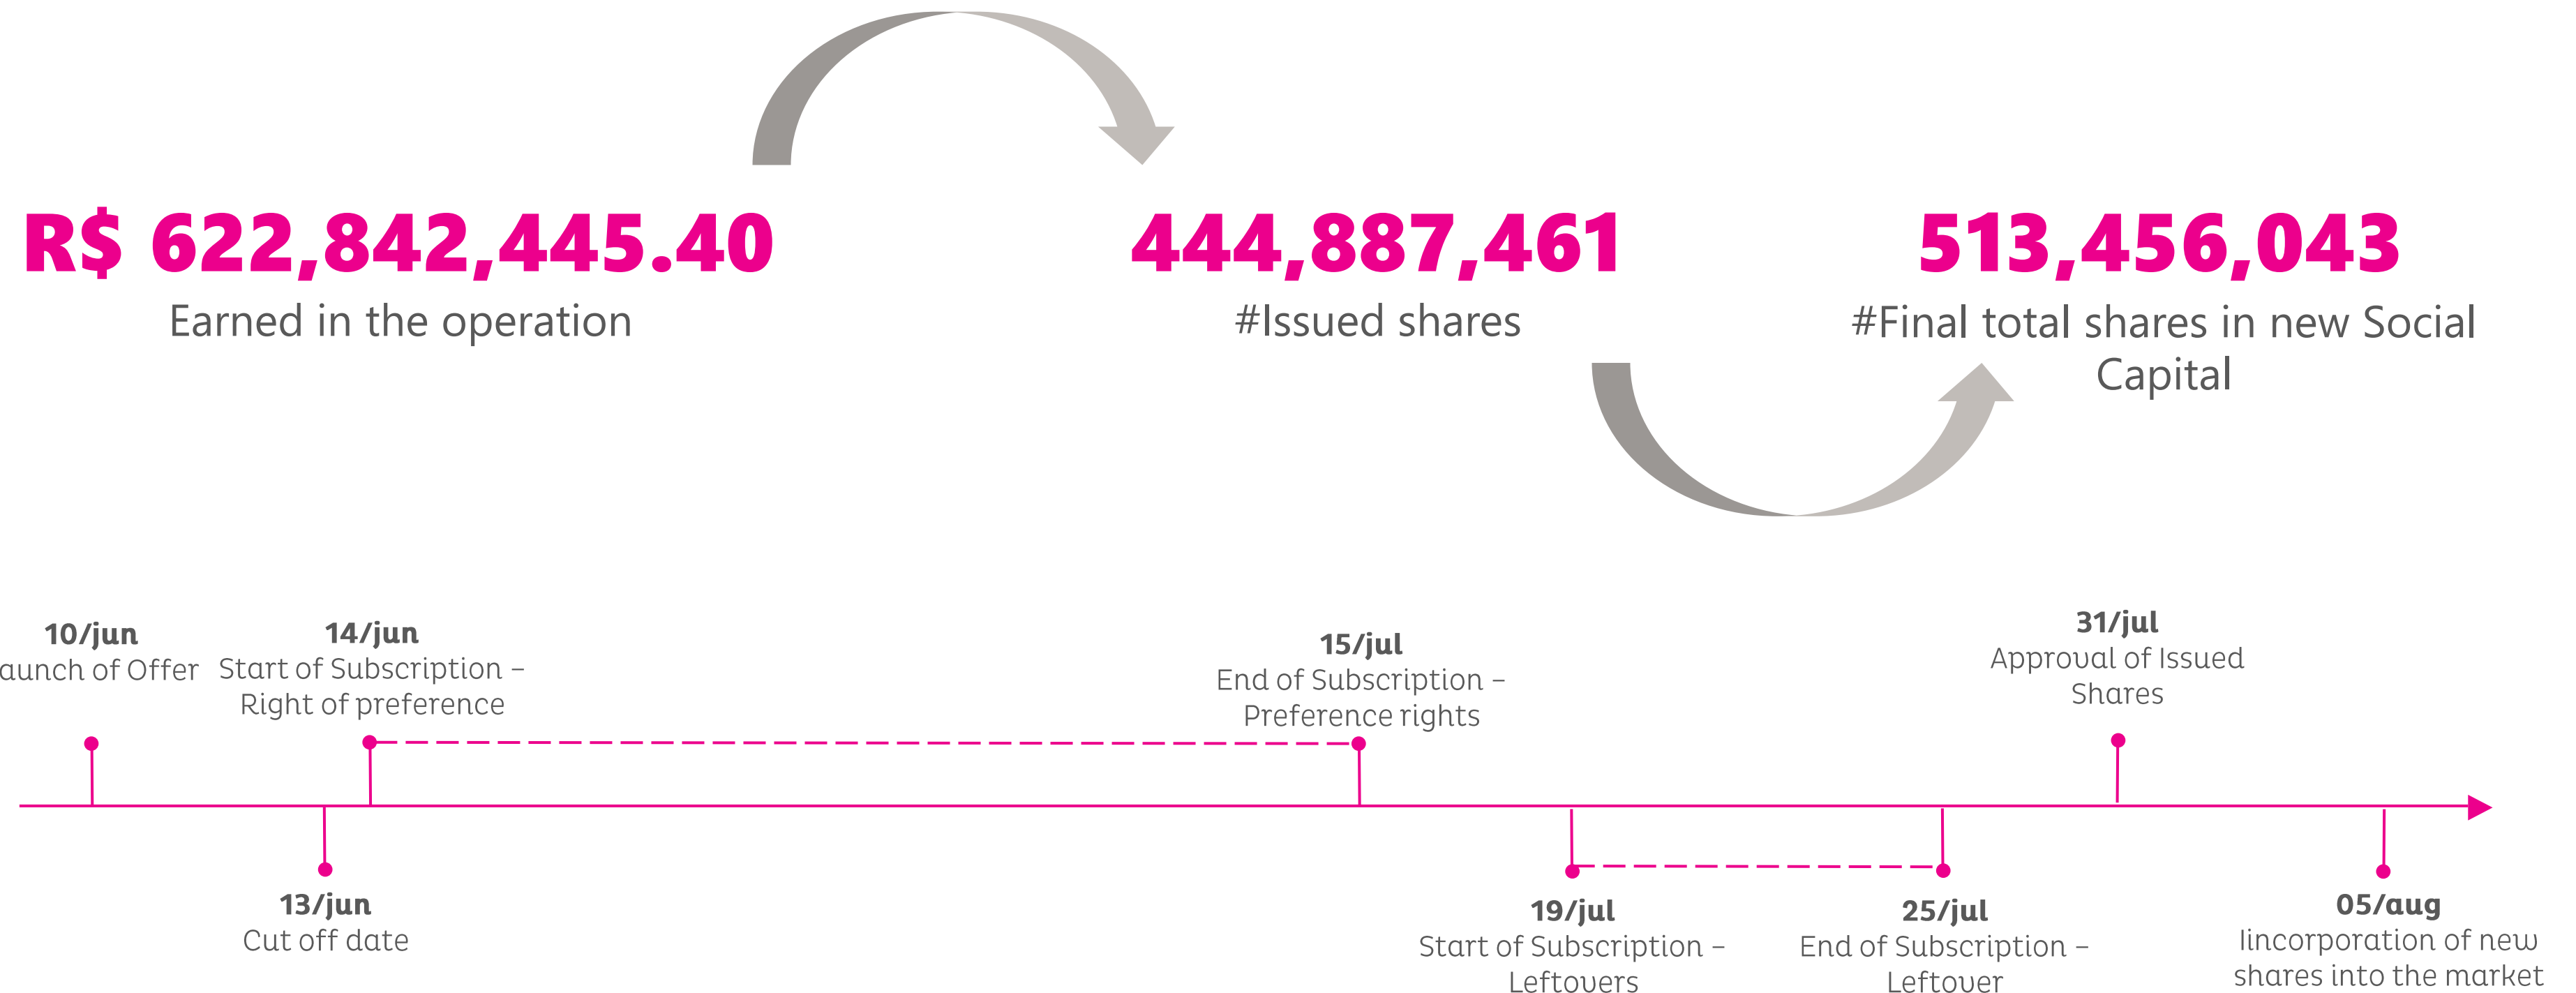 R$ 622,842,445.40
Earned in the operation
444,887,461
#Issued shares
513,456,043
#Final total shares in new Social
Capital
10/jun
aunch of Offer
14/jun
Start of Subscription –
Right of preference
15/jul
End of Subscription –
Preference rights
31/jul
Approval of Issued
Shares
13/jun
Cut off date
19/jul
Start of Subscription –
Leftovers
25/jul
End of Subscription –
Leftover
05/aug
Iincorporation of new
shares into the market